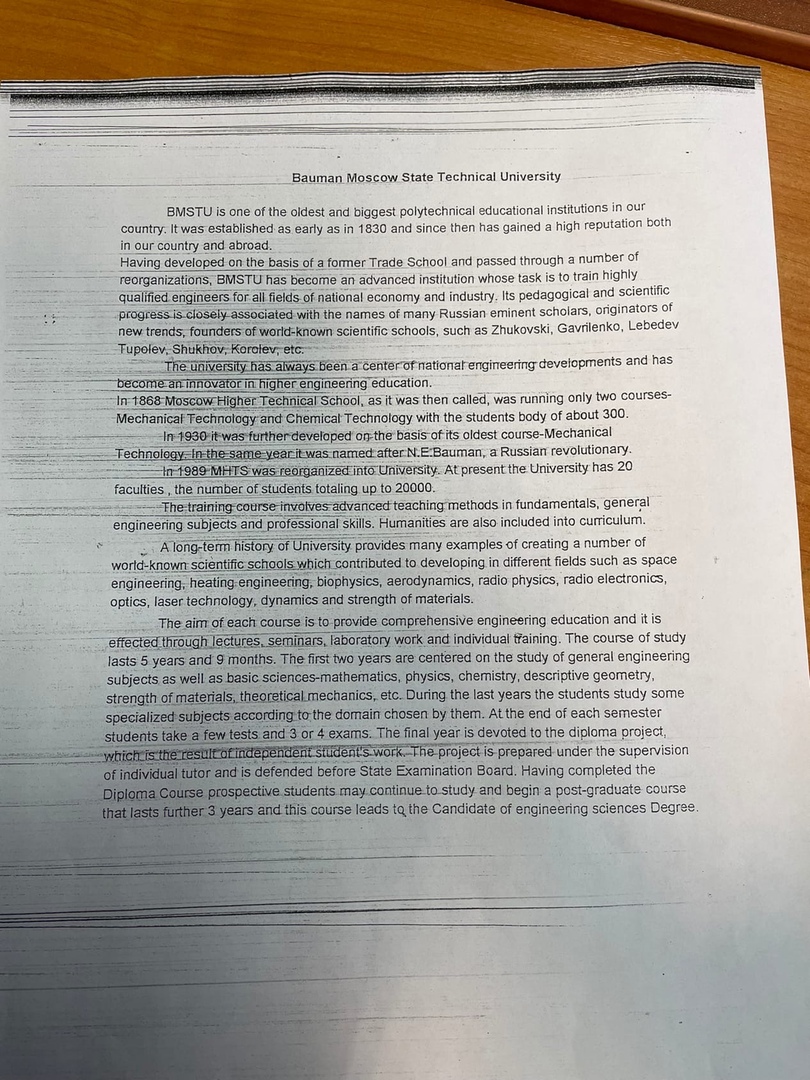 Bauman Moscow State Technical University
BMSTU is one of the oldest and biggest polytechnical educational institutions in our
country. It was established as early as in 1830 and since then has gained a high reputation both
in our country and abroad.
Having developed on the basis of a former Trade School and passed through a number of
reorganizations, BMSTU has become an advanced institution whose task is to train highly
qualified engineers for all fields of national economy and industry. Its pedagogical and scientific
progress is closely associated with the names of many Russian eminent scholars, originators of
new trends, founders of world-known scientific schools, such as Zhukovski, Gavrilenko, Lebedev
Tupolev, Shukhov, Korolev, etc.
The university has always been a center of national engineering developments and has
become an innovator in higher engineering education.
In 1868 Moscow Higher Technical School, as it was then called, was running only two courses-
Mechanical Technology and Chemical Technology with the students body of about 300.
In 1930 it was further developed on the basis of its oldest course-Mechanical
Technology. In the same year it was named after N.E.Bauman, a Russian revolutionary.
In 1989 MHTS was reorganized into University. At present the University has 20
faculties , the number of students totaling up to 20000.
The training course involves advanced teaching methods in fundamentals, general
engineering subjects and professional skills. Humanities are also included into curriculum.
A long-term history of University provides many examples of creating a number of
world-known scientific schools which contributed to developing in different fields such as space
engineering, heating engineering, biophysics, aerodynamics, radio physics, radio electronics,
optics, laser technology, dynamics and strength of materials.
The aim of each course is to provide comprehensive engineering education and it is
effected through lectures, seminars, laboratory work and individual training. The course of study
lasts 5 years and 9 months. The first two years are centered on the study of general engineering
subjects as well as basic sciences-mathematics, physics, chemistry, descriptive geometry,
strength of materials, theoretical mechanics, etc. During the last years the students study some
specialized subjects according to the domain chosen by them. At the end of each semester
students take a few tests and 3 or 4 exams. The final year is devoted to the diploma project,
which is the result of independent student's work. The project is prepared under the supervision
of individual tutor and is defended before State Examination Board. Having completed the
Diploma Course prospective students may continue to study and begin a post-graduate course
that lasts further 3 years and this course leads to the Candidate of engineering sciences Degree.